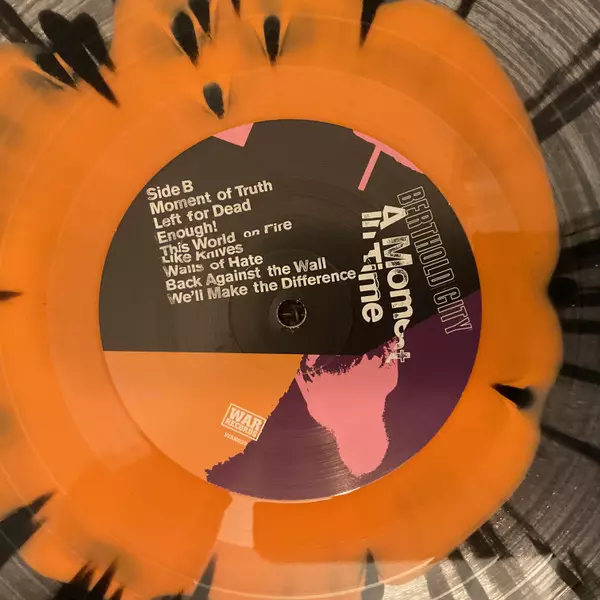 Side B
Moment of Truth
Left for Dead
Enough!
This World on Fire
Like Knives
Walls of Hate
Back Against the Wall
We'll Make the Difference
BERTHOLD CITY
A Moment
In Time
WAR
RECORDS